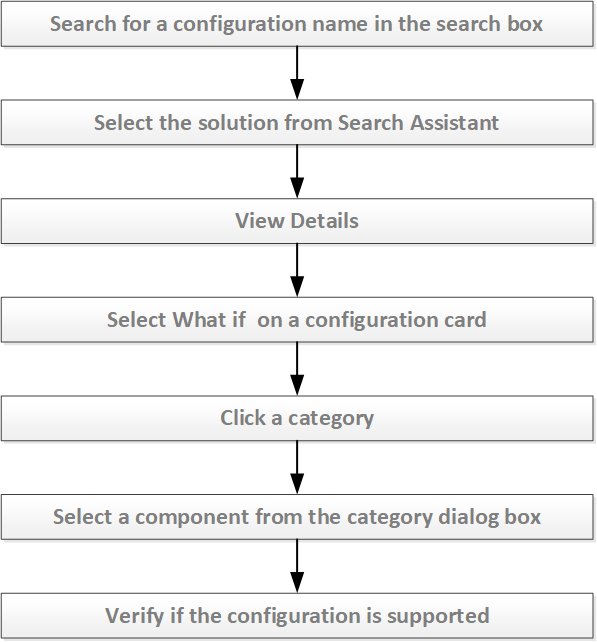 Search for a configuration name in the search box
Select the solution from Search Assistant
View Details
Select What if  on a configuration card
Click a category
Select a component from the category dialog box
Verify if the configuration is supported